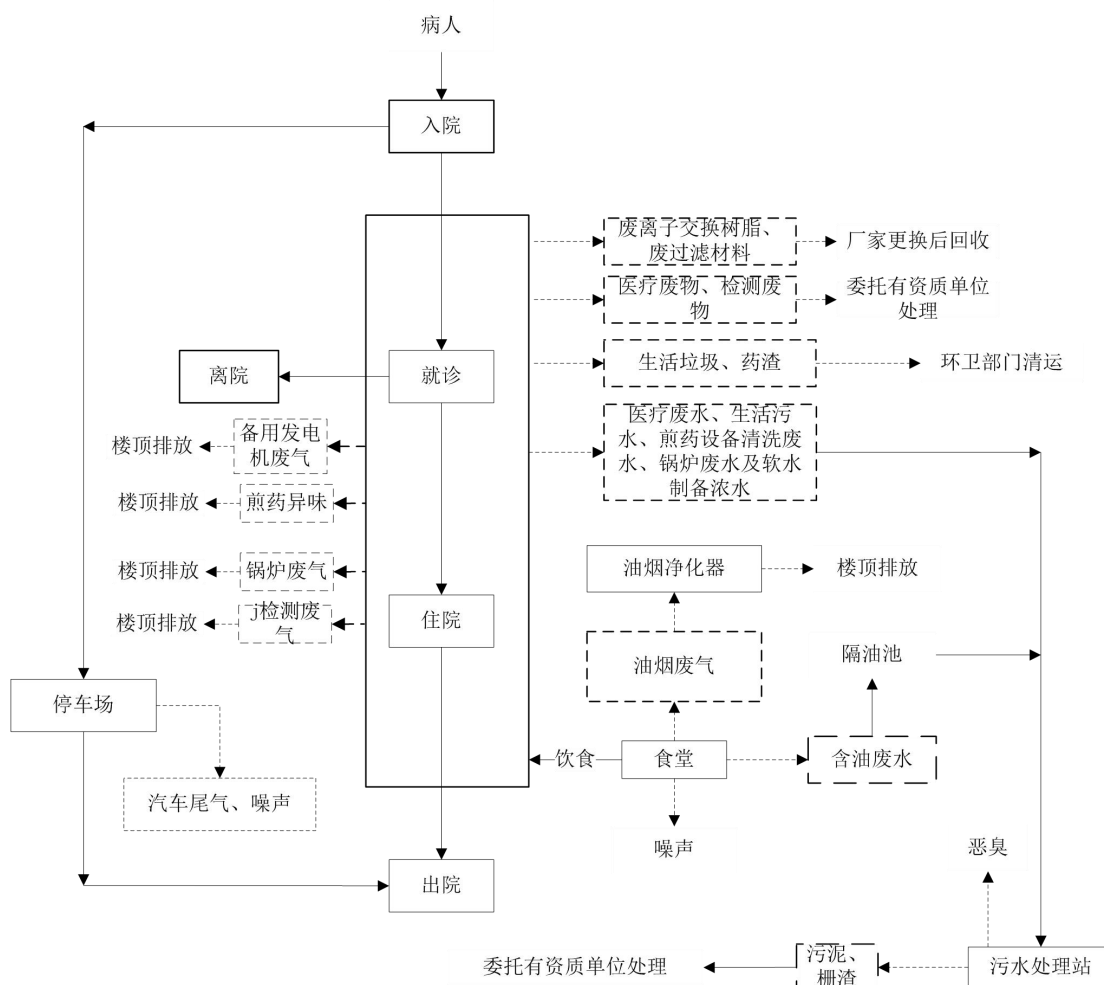 病人
入院
废离子交换树脂、
废过滤材料
厂家更换后回收
医疗废物、检测废
物
委托有资质单位
处理
离院
就诊
生活垃圾、药渣
环卫部门清运
楼顶排放
备用发电
机废气
医疗废水、生活污
水、煎药设备清洗废
水、锅炉废水及软水
制备浓水
楼顶排放
煎药异味
楼顶排放
锅炉废气
油烟净化器
楼顶排放
楼顶排放
j检测废
气
住院
油烟废气
隔油池
停车场
饮食
食堂
含油废水
汽车尾气、噪声
噪声
恶臭
出院
委托有资质单位处理
污泥、
栅渣
污水处理站